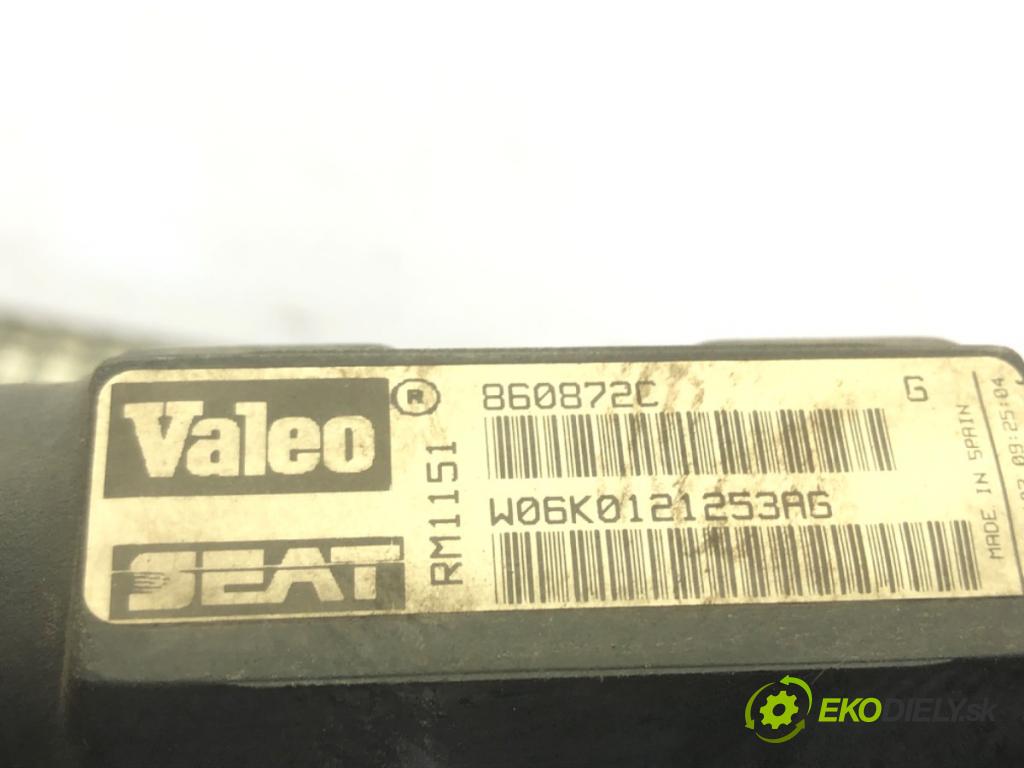 Valeo ®
860872C G
RM1151
W06K0121253AG
SEAT
MADE IN SPAIN
09:25:04
EKODIELY.sk